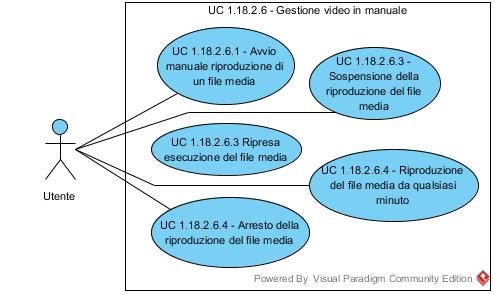 UC 1.18.2.6 - Gestione video in manuale
UC 1.18.2.6.1 - Avvio
manuale riproduzione di
un file media
UC 1.18.2.6.3 -
Sospensione della
riproduzione del file
media
UC 1.18.2.6.3 Ripresa
esecuzione del file media
UC 1.18.2.6.4 - Riproduzione
del file media da qualsiasi
minuto
Utente
UC 1.18.2.6.4 - Arresto della
riproduzione del file media
Powered By Visual Paradigm Community Edition